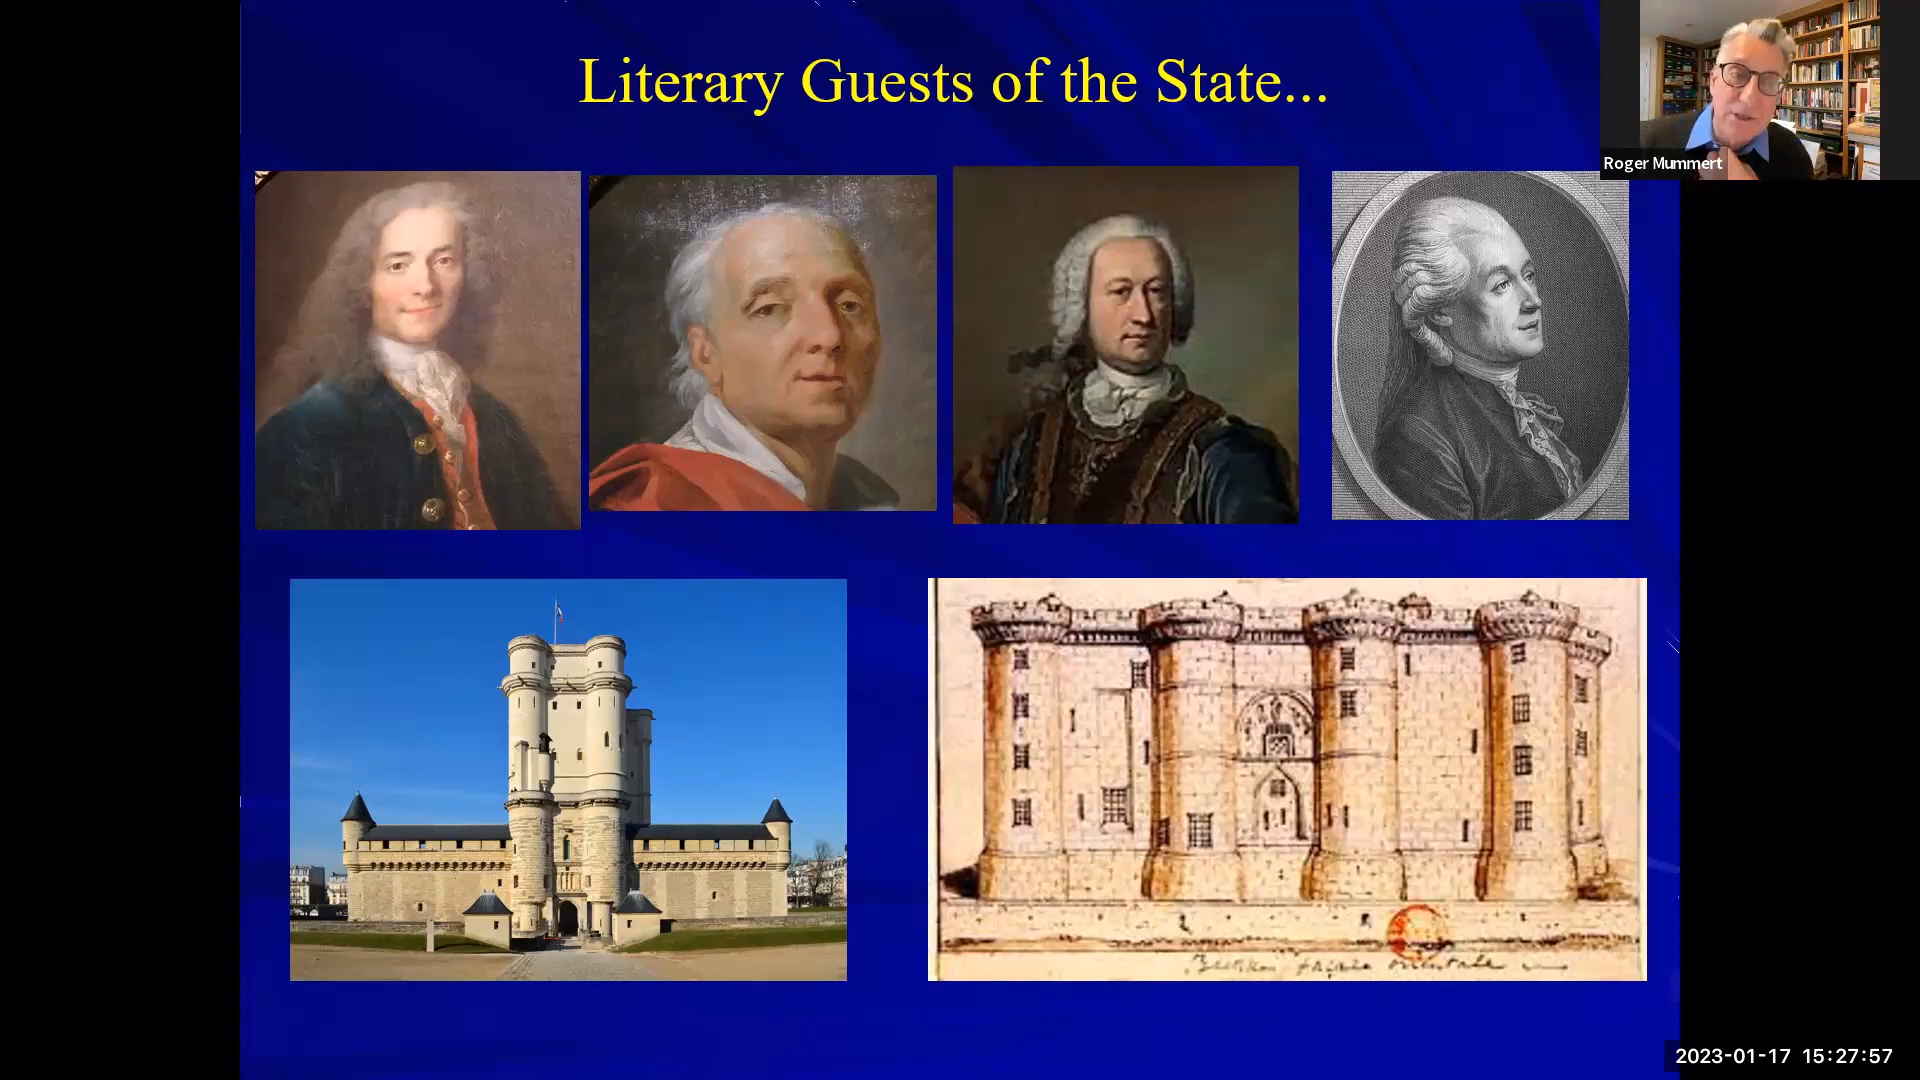 Literary Guests of the State...
Roger Mummert
2023-01-17 15:27:57